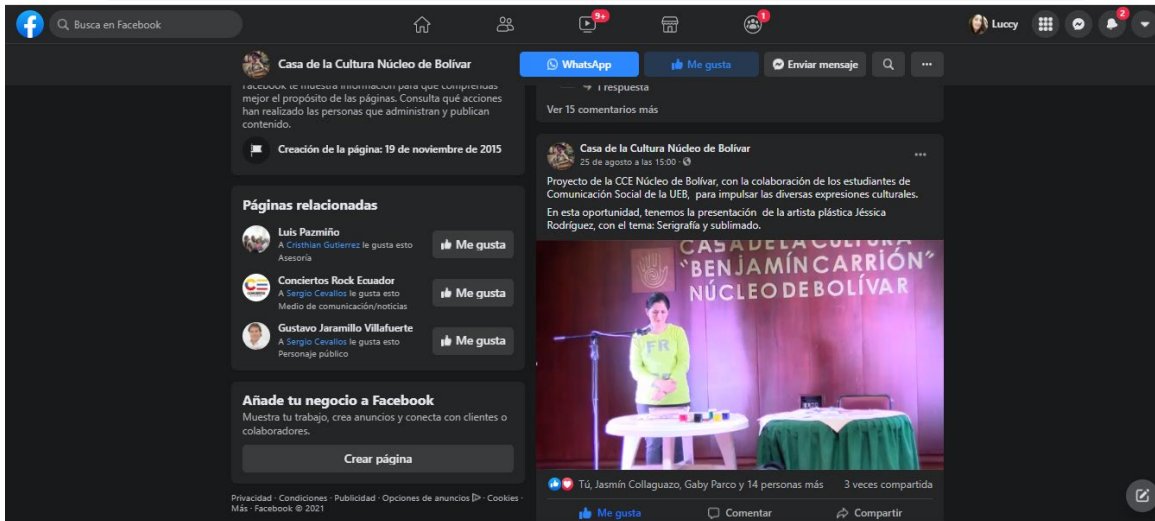 Busca en Facebook
9+
1
Luccy
2
Casa de la Cultura Núcleo de Bolívar
WhatsApp
Me gusta
Enviar mensaje
Facebook te muestra información para que comprendas
mejor el propósito de las páginas. Consulta qué acciones
han realizado las personas que administran y publican
contenido.
Creación de la página: 19 de noviembre de 2015
Páginas relacionadas
Luis Pazmiño
A Cristhian Gutierrez le gusta esto
Asesoría
Me gusta
Conciertos Rock Ecuador
A Sergio Cevallos le gusta esto
Medio de comunicación/noticias
Me gusta
Gustavo Jaramillo Villafuerte
A Sergio Cevallos le gusta esto
Personaje público
Me gusta
Añade tu negocio a Facebook
Muestra tu trabajo, crea anuncios y conecta con clientes o
colaboradores.
Crear página
Privacidad · Condiciones · Publicidad · Opciones de anuncios · Cookies ·
Más · Facebook © 2021
1 respuesta
Ver 15 comentarios más
Casa de la Cultura Núcleo de Bolívar
25 de agosto a las 15:00 ·
Proyecto de la CCE Núcleo de Bolívar, con la colaboración de los estudiantes de
Comunicación Social de la UEB, para impulsar las diversas expresiones culturales.
En esta oportunidad, tenemos la presentación de la artista plástica Jéssica
Rodríguez, con el tema: Serigrafía y sublimado.
CASA DE LA CULTURA
"BENJAMÍN CARRIÓN"
NÚCLEO DE BOLÍVAR
FR
Tú, Jasmín Collaguazo, Gaby Parco y 14 personas más
3 veces compartida
Me gusta
Comentar
Compartir